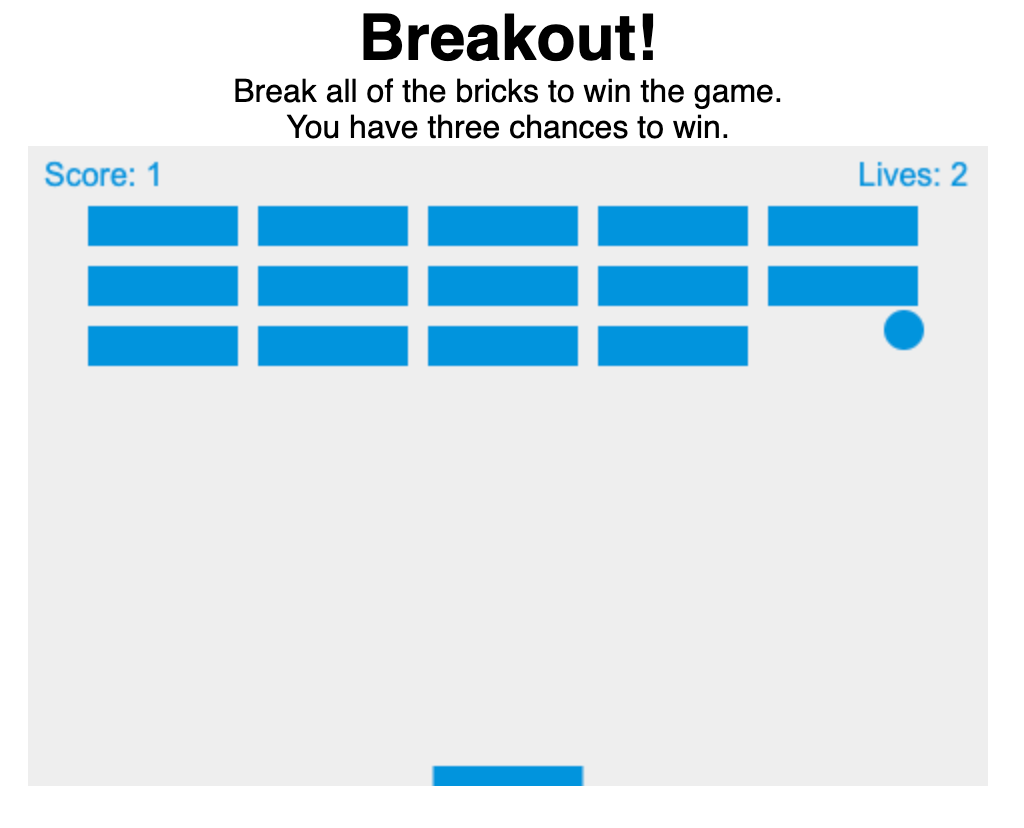 Breakout!
Break all of the bricks to win the game.
You have three chances to win.
Score: 1 Lives: 2